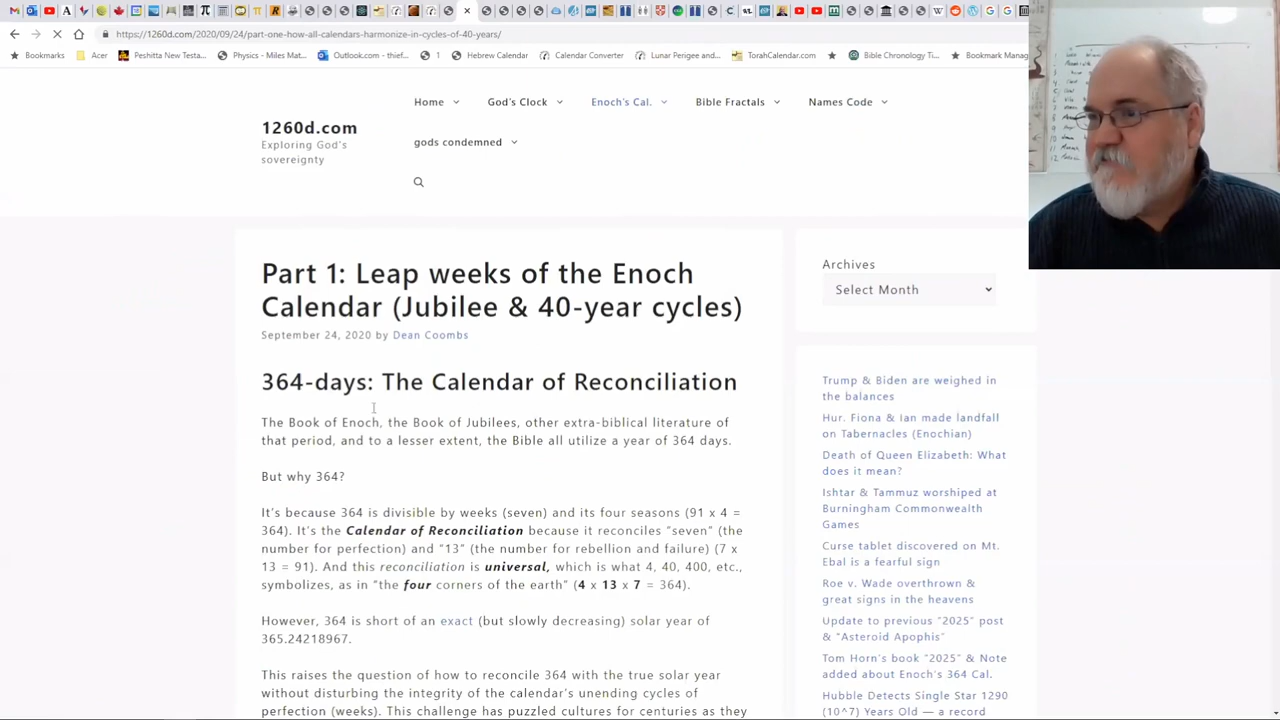 https://1260d.com/2020/09/24/part-one-how-all-calendars-harmonize-in-cycles-of-40-years/
Bookmarks
Acer
Peshitta New Testa...
Physics - Miles Mat...
Outlook.com - thief...
1
Hebrew Calendar
Calendar Converter
Lunar Perigee and...
TorahCalendar.com
Bible Chronology Ti...
Bookmark Manag
1260d.com
Exploring God's
sovereignty
Home
God's Clock
Enoch's Cal.
Bible Fractals
Names Code
gods condemned
Part 1: Leap weeks of the Enoch
Calendar (Jubilee & 40-year cycles)
September 24, 2020 by Dean Coombs
364-days: The Calendar of Reconciliation
The Book of Enoch, the Book of Jubilees, other extra-biblical literature of
that period, and to a lesser extent, the Bible all utilize a year of 364 days.
But why 364?
It's because 364 is divisible by weeks (seven) and its four seasons (91 x 4 =
364). It's the Calendar of Reconciliation because it reconciles "seven" (the
number for perfection) and "13" (the number for rebellion and failure) (7 x
13 = 91). And this reconciliation is universal, which is what 4, 40, 400, etc.,
symbolizes, as in "the four corners of the earth" (4 x 13 x 7 = 364).
However, 364 is short of an exact (but slowly decreasing) solar year of
365.24218967.
This raises the question of how to reconcile 364 with the true solar year
without disturbing the integrity of the calendar's unending cycles of
perfection (weeks). This challenge has puzzled cultures for centuries as they
Archives
Select Month
Trump & Biden are weighed in
the balances
Hur. Fiona & Ian made landfall
on Tabernacles (Enochian)
Death of Queen Elizabeth: What
does it mean?
Ishtar & Tammuz worshiped at
Burningham Commonwealth
Games
Curse tablet discovered on Mt.
Ebal is a fearful sign
Roe v. Wade overthrown &
great signs in the heavens
Update to previous "2025" post
& "Asteroid Apophis"
Tom Horn's book "2025" & Note
added about Enoch's 364 Cal.
Hubble Detects Single Star 1290
(10^7) Years Old — a record